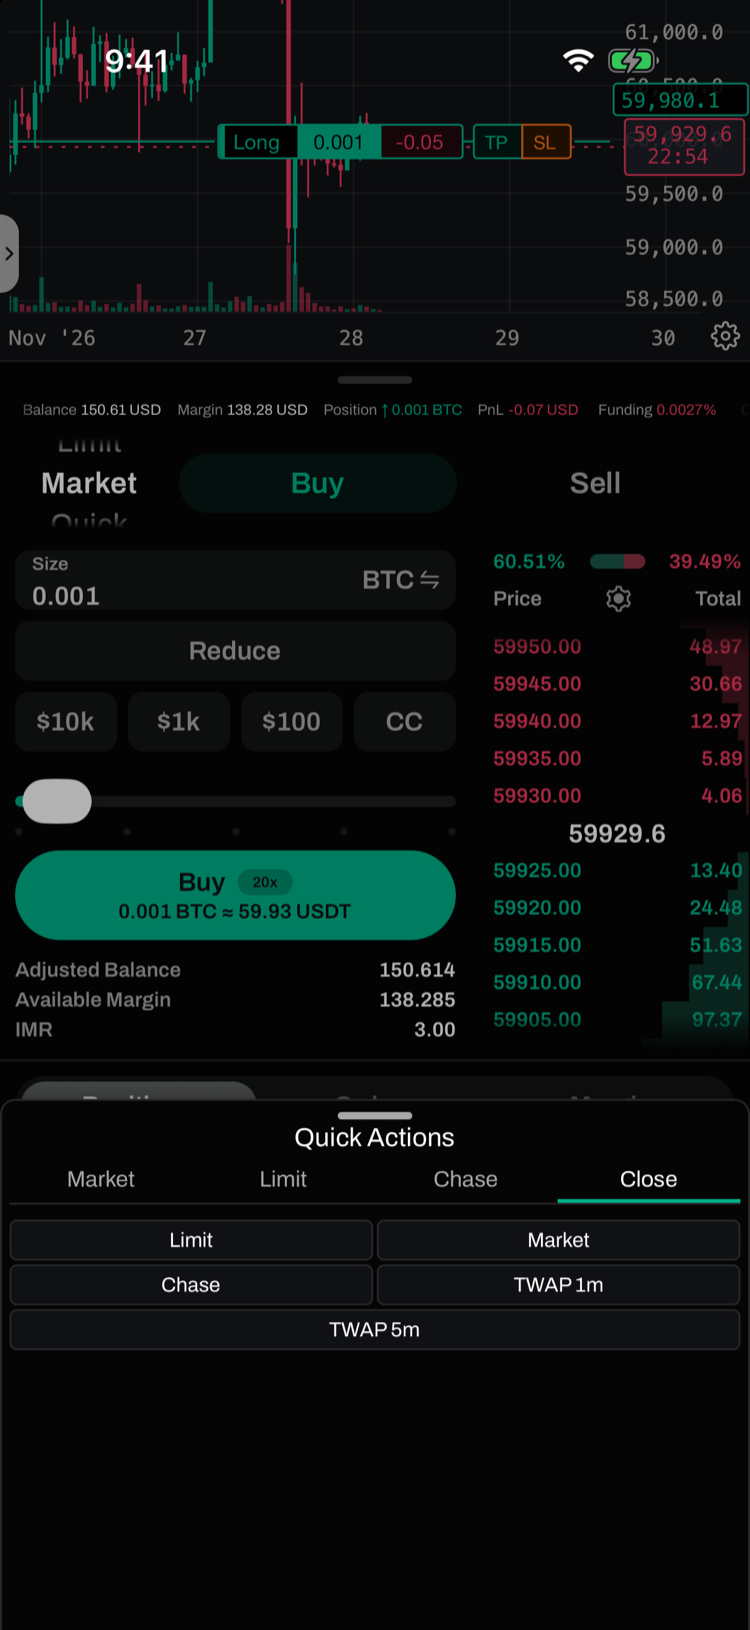 61,000.0
9:41
59,980.1
Long 0.001 -0.05 TP SL
59,929.6
22:54
59,500.0
59,000.0
58,500.0
Nov '26 27 28 29 30
Balance 150.61 USD Margin 138.28 USD Position ↑ 0.001 BTC PnL -0.07 USD Funding 0.0027%
Limit
Market Buy Sell
Quick
Size
0.001 BTC
60.51% 39.49%
Price Total
Reduce
59950.00 48.97
59945.00 30.66
$10k $1k $100 CC
59940.00 12.97
59935.00 5.89
59930.00 4.06
59929.6
Buy 20x
0.001 BTC ≈ 59.93 USDT
59925.00 13.40
59920.00 24.48
59915.00 51.63
59910.00 67.44
59905.00 97.37
Adjusted Balance 150.614
Available Margin 138.285
IMR 3.00
Quick Actions
Market Limit Chase Close
Limit Market
Chase TWAP 1m
TWAP 5m